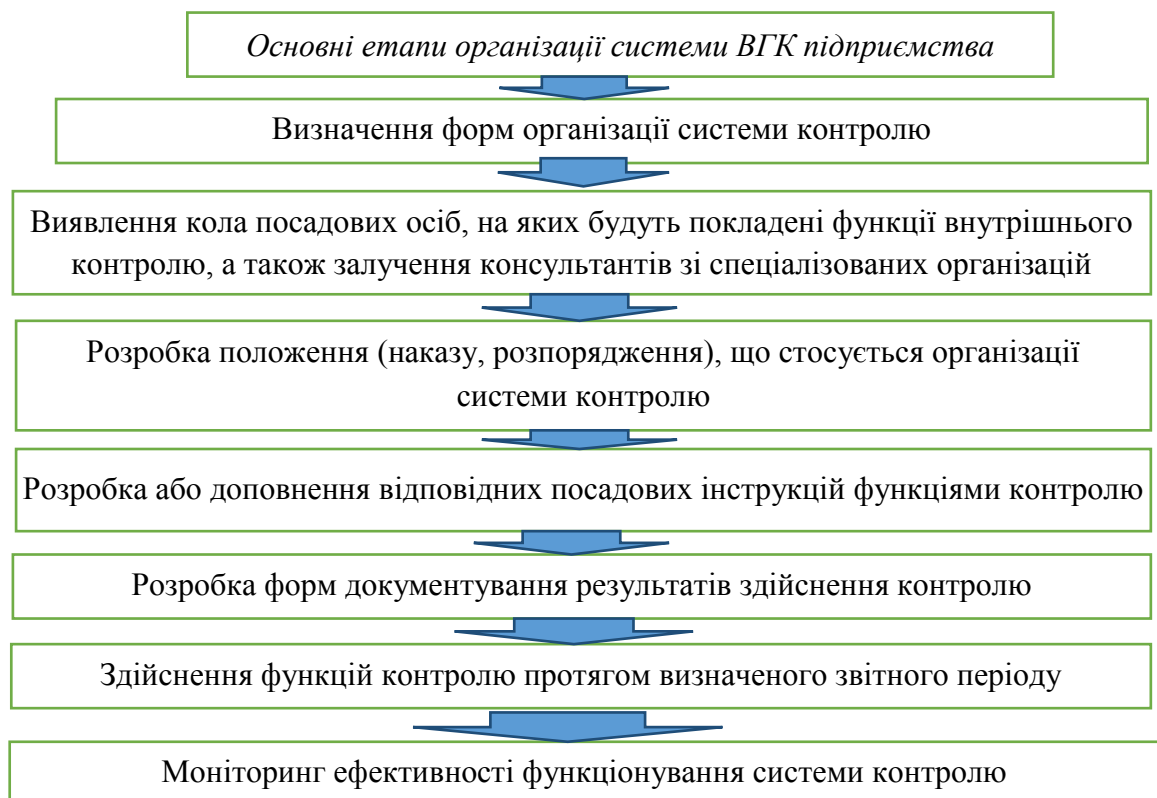 Основні етапи організації системи ВГК підприємства
Визначення форм організації системи контролю
Виявлення кола посадових осіб, на яких будуть покладені функції внутрішнього
контролю, а також залучення консультантів зі спеціалізованих організацій
Розробка положення (наказу, розпорядження), що стосується організації
системи контролю
Розробка або доповнення відповідних посадових інструкцій функціями контролю
Розробка форм документування результатів здійснення контролю
Здійснення функцій контролю протягом визначеного звітного періоду
Моніторинг ефективності функціонування системи контролю